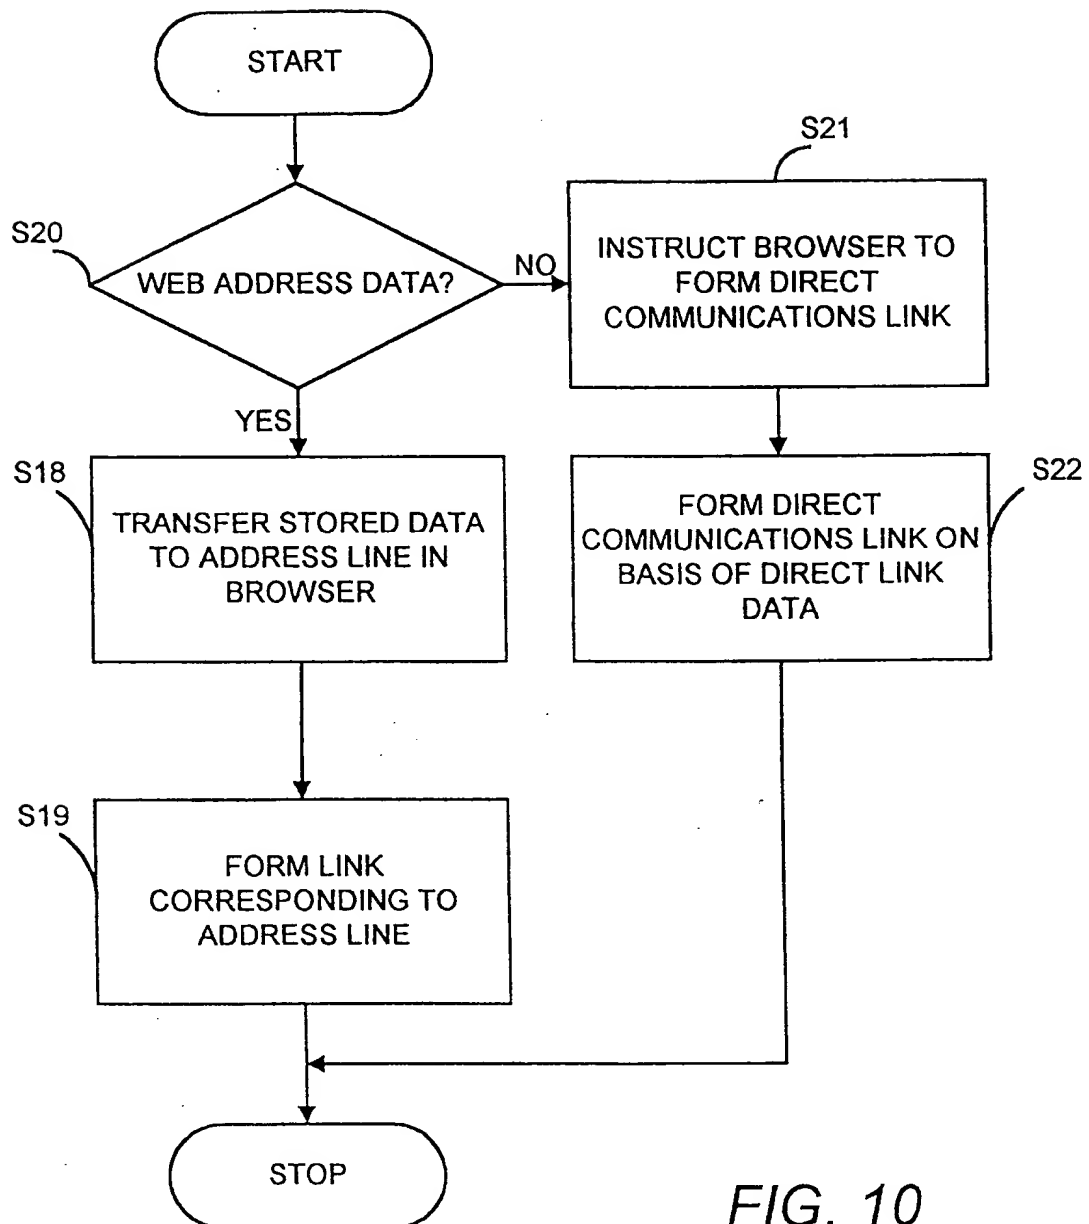 START
S21
S20
WEB ADDRESS DATA?
NO
INSTRUCT BROWSER TO
FORM DIRECT
COMMUNICATIONS LINK
YES
S18
TRANSFER STORED DATA
TO ADDRESS LINE IN
BROWSER
S22
FORM DIRECT
COMMUNICATIONS LINK ON
BASIS OF DIRECT LINK
DATA
S19
FORM LINK
CORRESPONDING TO
ADDRESS LINE
STOP
FIG. 10